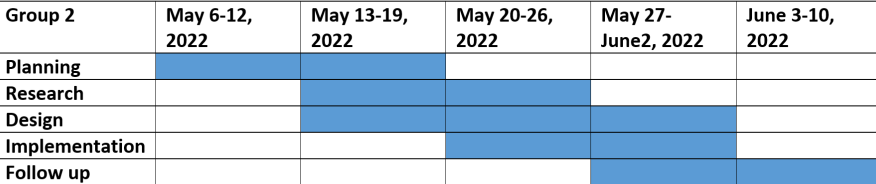 Group 2
May 6-12,
2022
May 13-19,
2022
May 20-26,
2022
May 27-
June2, 2022
June 3-10,
2022
Planning
Research
Design
Implementation
Follow up